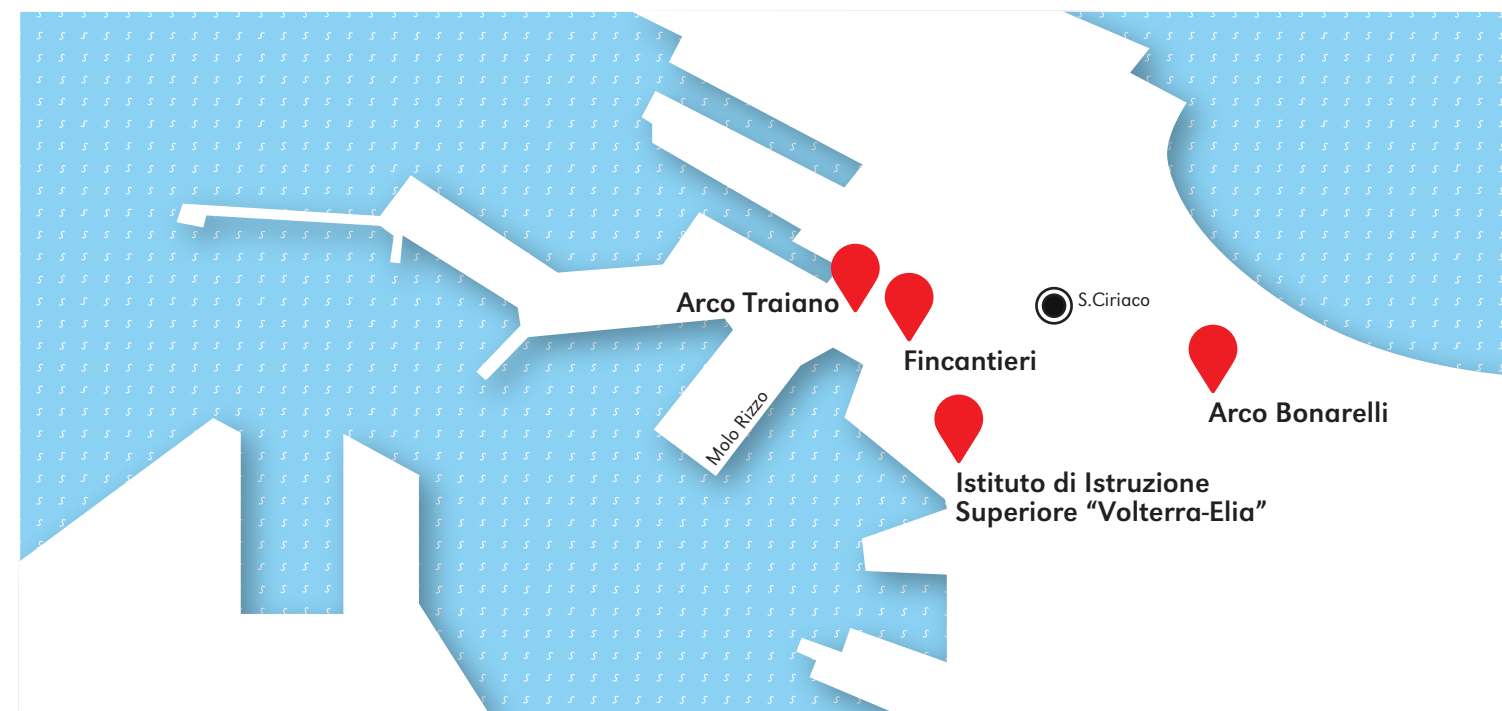 Arco Traiano
S.Ciriaco
Fincantieri
Arco Bonarelli
Molo Rizzo
Istituto di Istruzione
Superiore “Volterra-Elia”